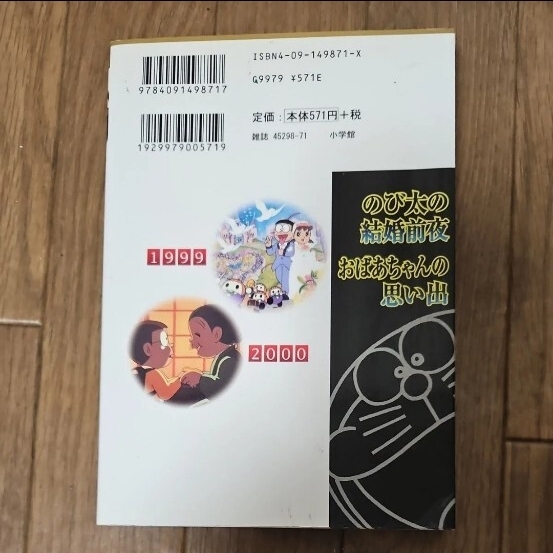 ISBN4-09-149871-X
9784091498717
C9979 ¥571E
定価：本体571円+税
1929979005719
雑誌 45298-71 小学館
のび太の
結婚前夜
おばあちゃんの
思い出
1999
2000